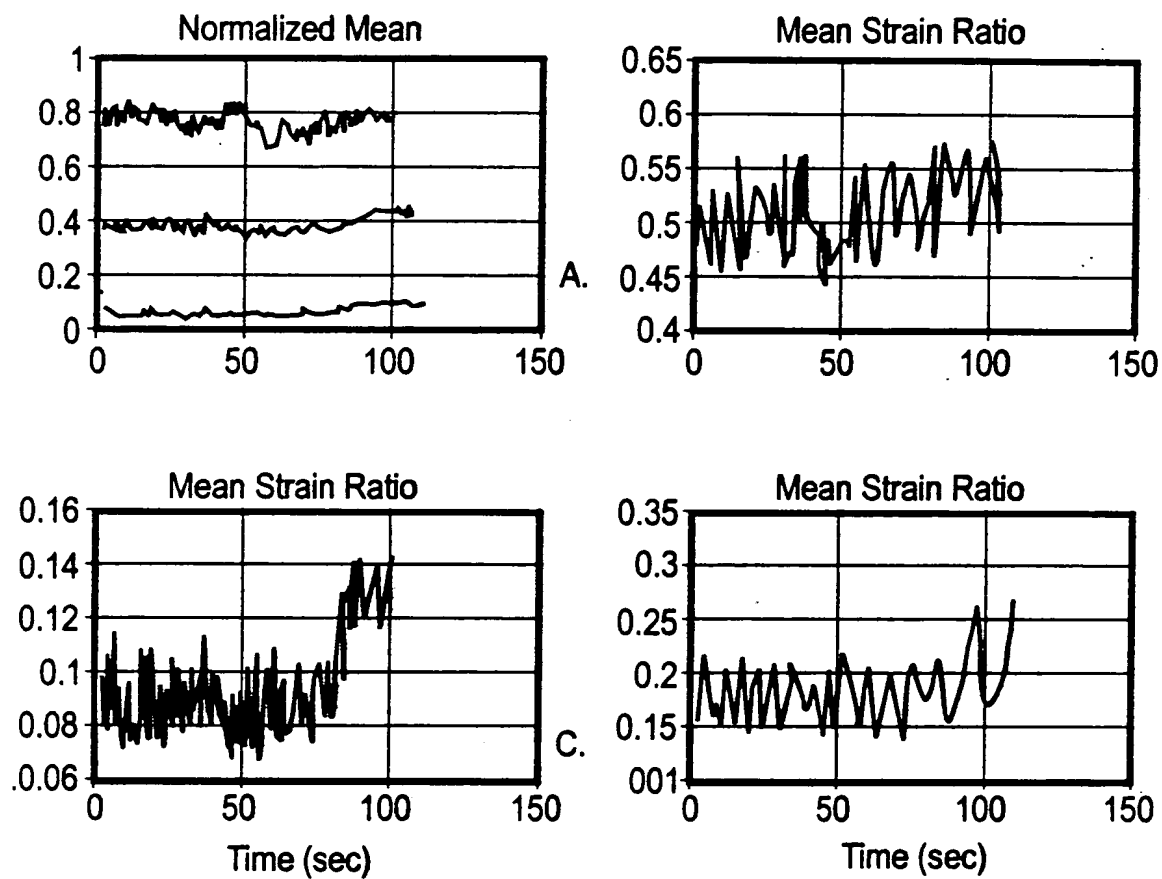 Normalized Mean
1
0.8
0.6
0.4
0.2
0
0 50 100 150
A.
Mean Strain Ratio
0.65
0.6
0.55
0.5
0.45
0.4
0 50 100 150
Mean Strain Ratio
0.16
0.14
0.12
0.1
0.08
.0.06
0 50 100 150
Time (sec)
C.
Mean Strain Ratio
0.35
0.3
0.25
0.2
0.15
001
0 50 100 150
Time (sec)